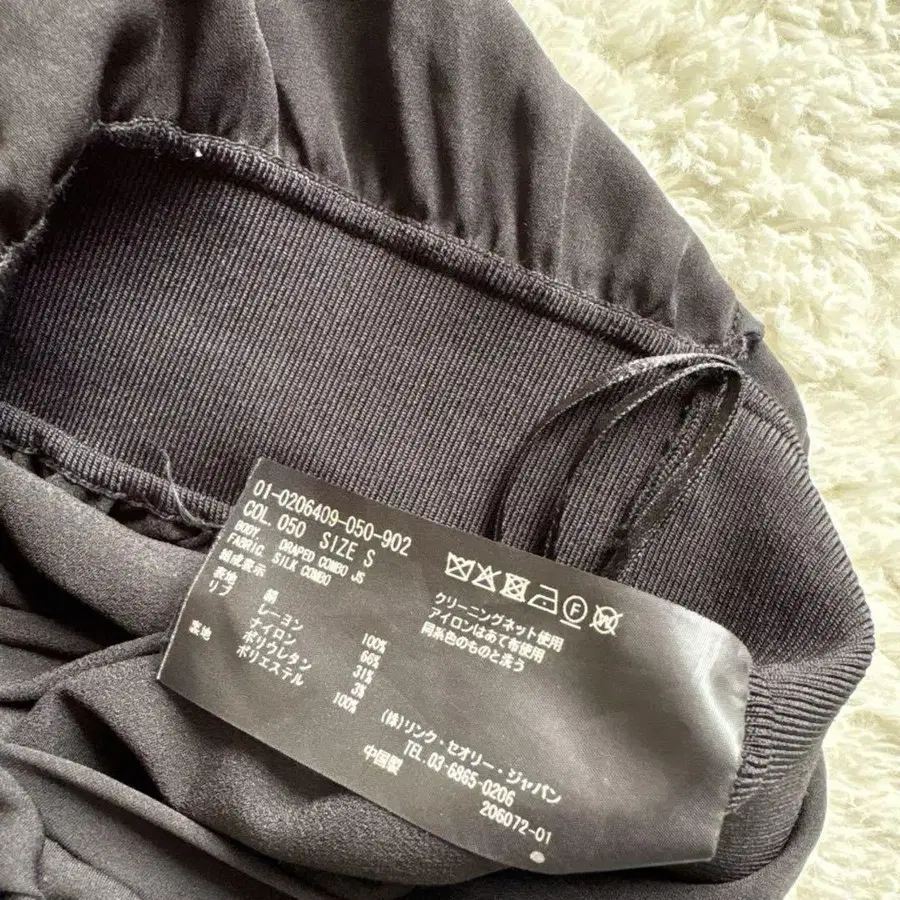 01-0206409-050-902
COL. 050 SIZE S
BODY. DRAPED COMBO JS
FABRIC. SILK COMBO
組成表示
表地 絹 100%
リブ レーヨン 66%
ナイロン 31%
ポリウレタン 3%
裏地 ポリエステル 100%
F W
クリーニングネット使用
アイロンはあて布使用
同系色のものと洗う
(株)リンク・セオリー・ジャパン
TEL.03-6865-0206
中国製
206072-01